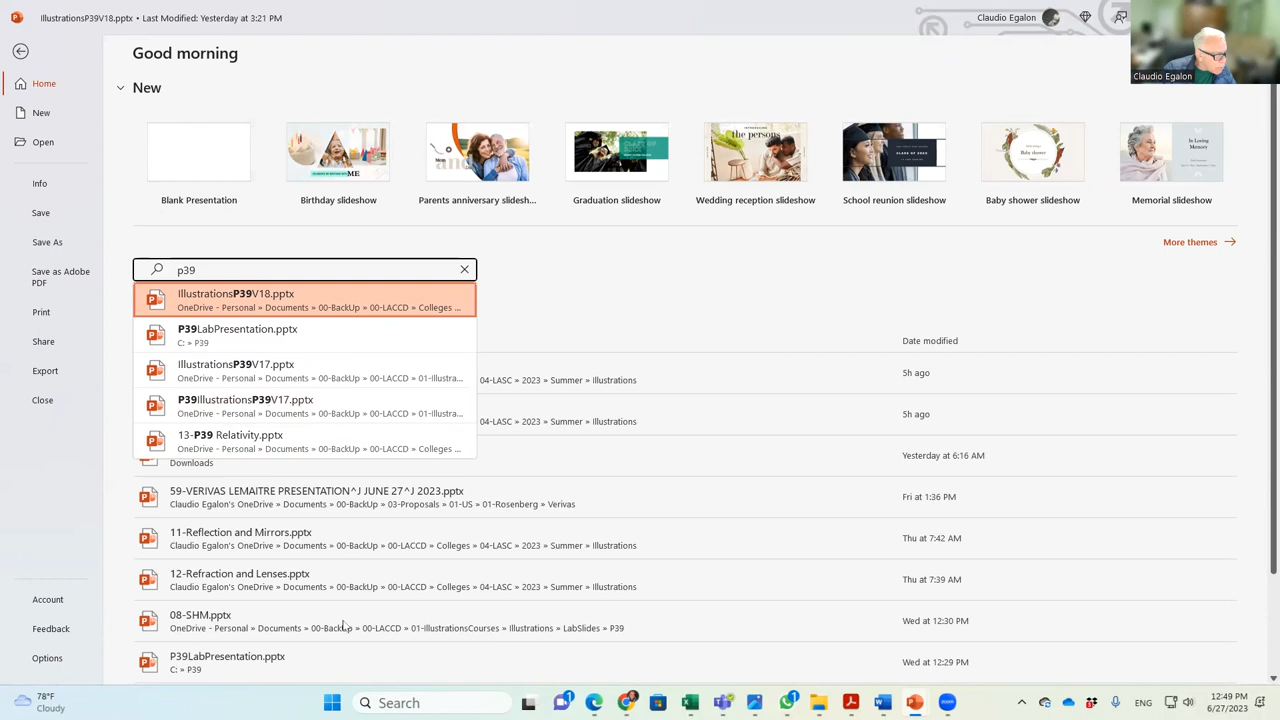 IllustrationsP39V18.pptx • Last Modified: Yesterday at 3:21 PM
Claudio Egalon
Claudio Egalon
Good morning
Home
New
New
Open
Info
Save
Save As
Save as Adobe
PDF
Print
Share
Export
Close
Account
Feedback
Options
Blank Presentation
Birthday slideshow
Parents anniversary slidesh...
Graduation slideshow
Wedding reception slideshow
School reunion slideshow
Baby shower slideshow
Memorial slideshow
More themes
p39
IllustrationsP39V18.pptx
OneDrive - Personal » Documents » 00-BackUp » 00-LACCD » Colleges ...
P39LabPresentation.pptx
C: » P39
IllustrationsP39V17.pptx
OneDrive - Personal » Documents » 00-BackUp » 00-LACCD » 01-Illustra...
P39IllustrationsP39V17.pptx
OneDrive - Personal » Documents » 00-BackUp » 00-LACCD » 01-Illustra...
13-P39 Relativity.pptx
OneDrive - Personal » Documents » 00-BackUp » 00-LACCD » Colleges ...
Date modified
04-LASC » 2023 » Summer » Illustrations
5h ago
04-LASC » 2023 » Summer » Illustrations
5h ago
Downloads
Yesterday at 6:16 AM
59-VERIVAS LEMAITRE PRESENTATION^J JUNE 27^J 2023.pptx
Claudio Egalon's OneDrive » Documents » 00-BackUp » 03-Proposals » 01-US » 01-Rosenberg » Verivas
Fri at 1:36 PM
11-Reflection and Mirrors.pptx
Claudio Egalon's OneDrive » Documents » 00-BackUp » 00-LACCD » Colleges » 04-LASC » 2023 » Summer » Illustrations
Thu at 7:42 AM
12-Refraction and Lenses.pptx
Claudio Egalon's OneDrive » Documents » 00-BackUp » 00-LACCD » Colleges » 04-LASC » 2023 » Summer » Illustrations
Thu at 7:39 AM
08-SHM.pptx
OneDrive - Personal » Documents » 00-BackUp » 00-LACCD » 01-IllustrationsCourses » Illustrations » LabSlides » P39
Wed at 12:30 PM
P39LabPresentation.pptx
C: » P39
Wed at 12:29 PM
78°F
Cloudy
Search
1
1
ENG
12:49 PM
6/27/2023